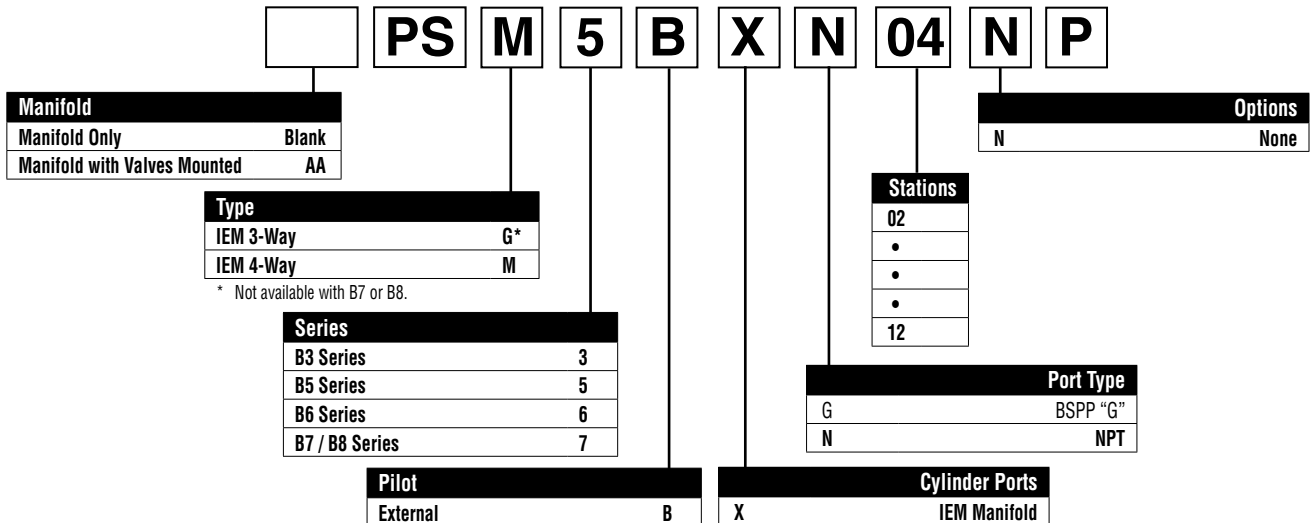 PS M 5 B X N 04 N P
Manifold
Manifold Only Blank
Manifold with Valves Mounted AA
Options
N None
Type
IEM 3-Way G*
IEM 4-Way M
* Not available with B7 or B8.
Stations
02
•
•
•
12
Series
B3 Series 3
B5 Series 5
B6 Series 6
B7 / B8 Series 7
Port Type
G BSPP “G”
N NPT
Pilot
External B
Cylinder Ports
X IEM Manifold